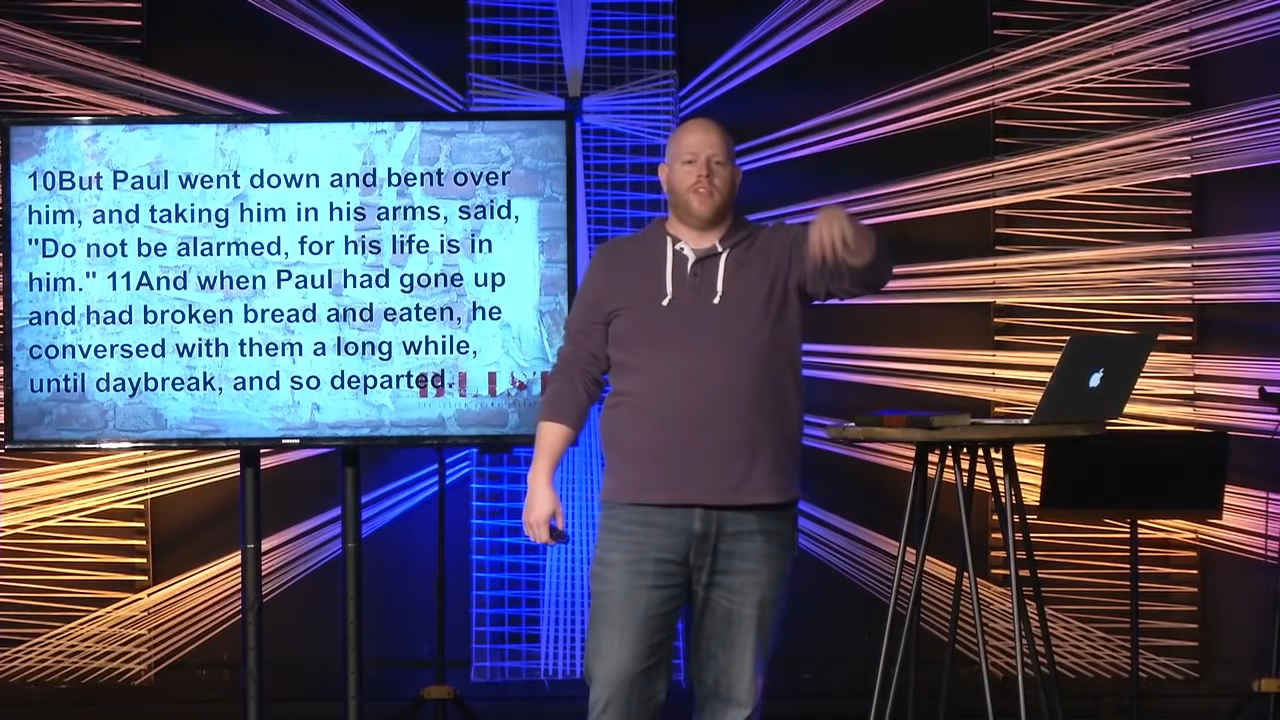 10But Paul went down and bent over
him, and taking him in his arms, said,
"Do not be alarmed, for his life is in
him." 11And when Paul had gone up
and had broken bread and eaten, he
conversed with them a long while,
until daybreak, and so departed.
SAMSUNG